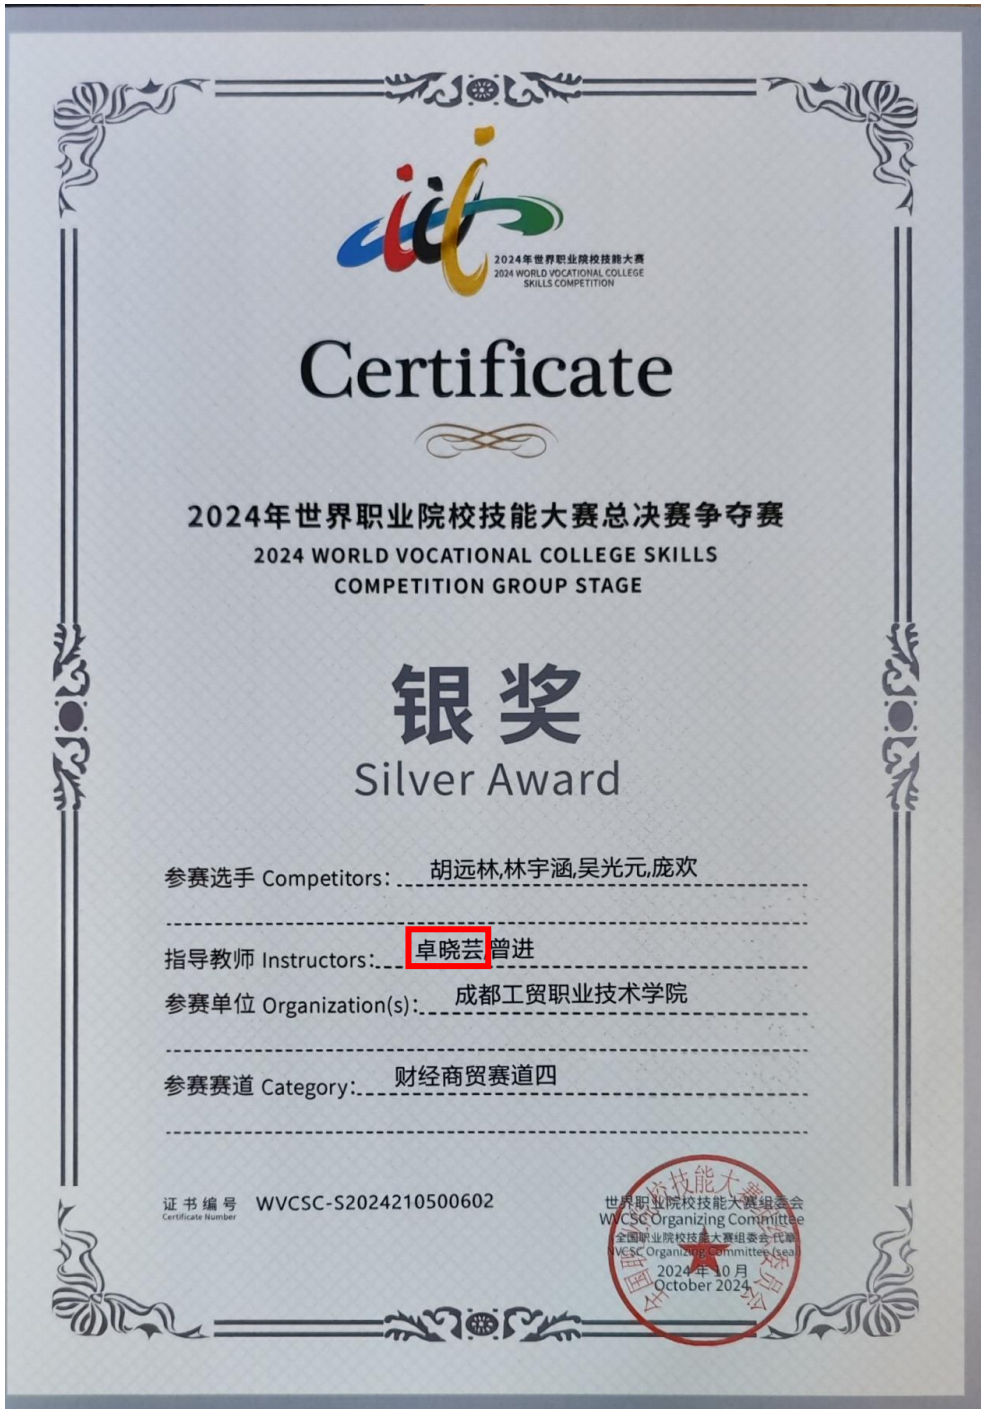 2024年世界职业院校技能大赛
2024 WORLD VOCATIONAL COLLEGE
SKILLS COMPETITION
Certificate
2024年世界职业院校技能大赛总决赛争夺赛
2024 WORLD VOCATIONAL COLLEGE SKILLS
COMPETITION GROUP STAGE
银奖
Silver Award
参赛选手 Competitors: 胡远林,林宇涵,吴光元,庞欢
指导教师 Instructors: 卓晓芸,曾进
参赛单位 Organization(s): 成都工贸职业技术学院
参赛赛道 Category: 财经商贸赛道四
证书编号 WVCSC-S2024210500602
Certificate Number
世界职业院校技能大赛组委会
WVCSC Organizing Committee
全国职业院校技能大赛组委会 代章
NVCSC Organizing Committee (seal)
2024 年 10 月
October 2024